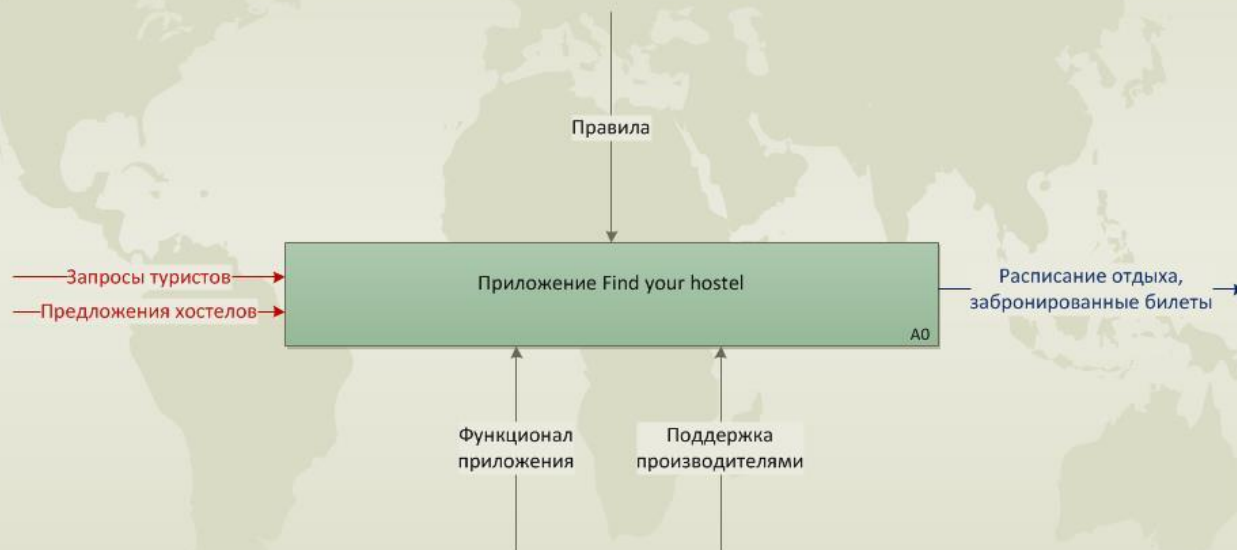 Правила
Запросы туристов
Предложения хостелов
Приложение Find your hostel
A0
Расписание отдыха,
забронированные билеты
Функционал
приложения
Поддержка
производителями